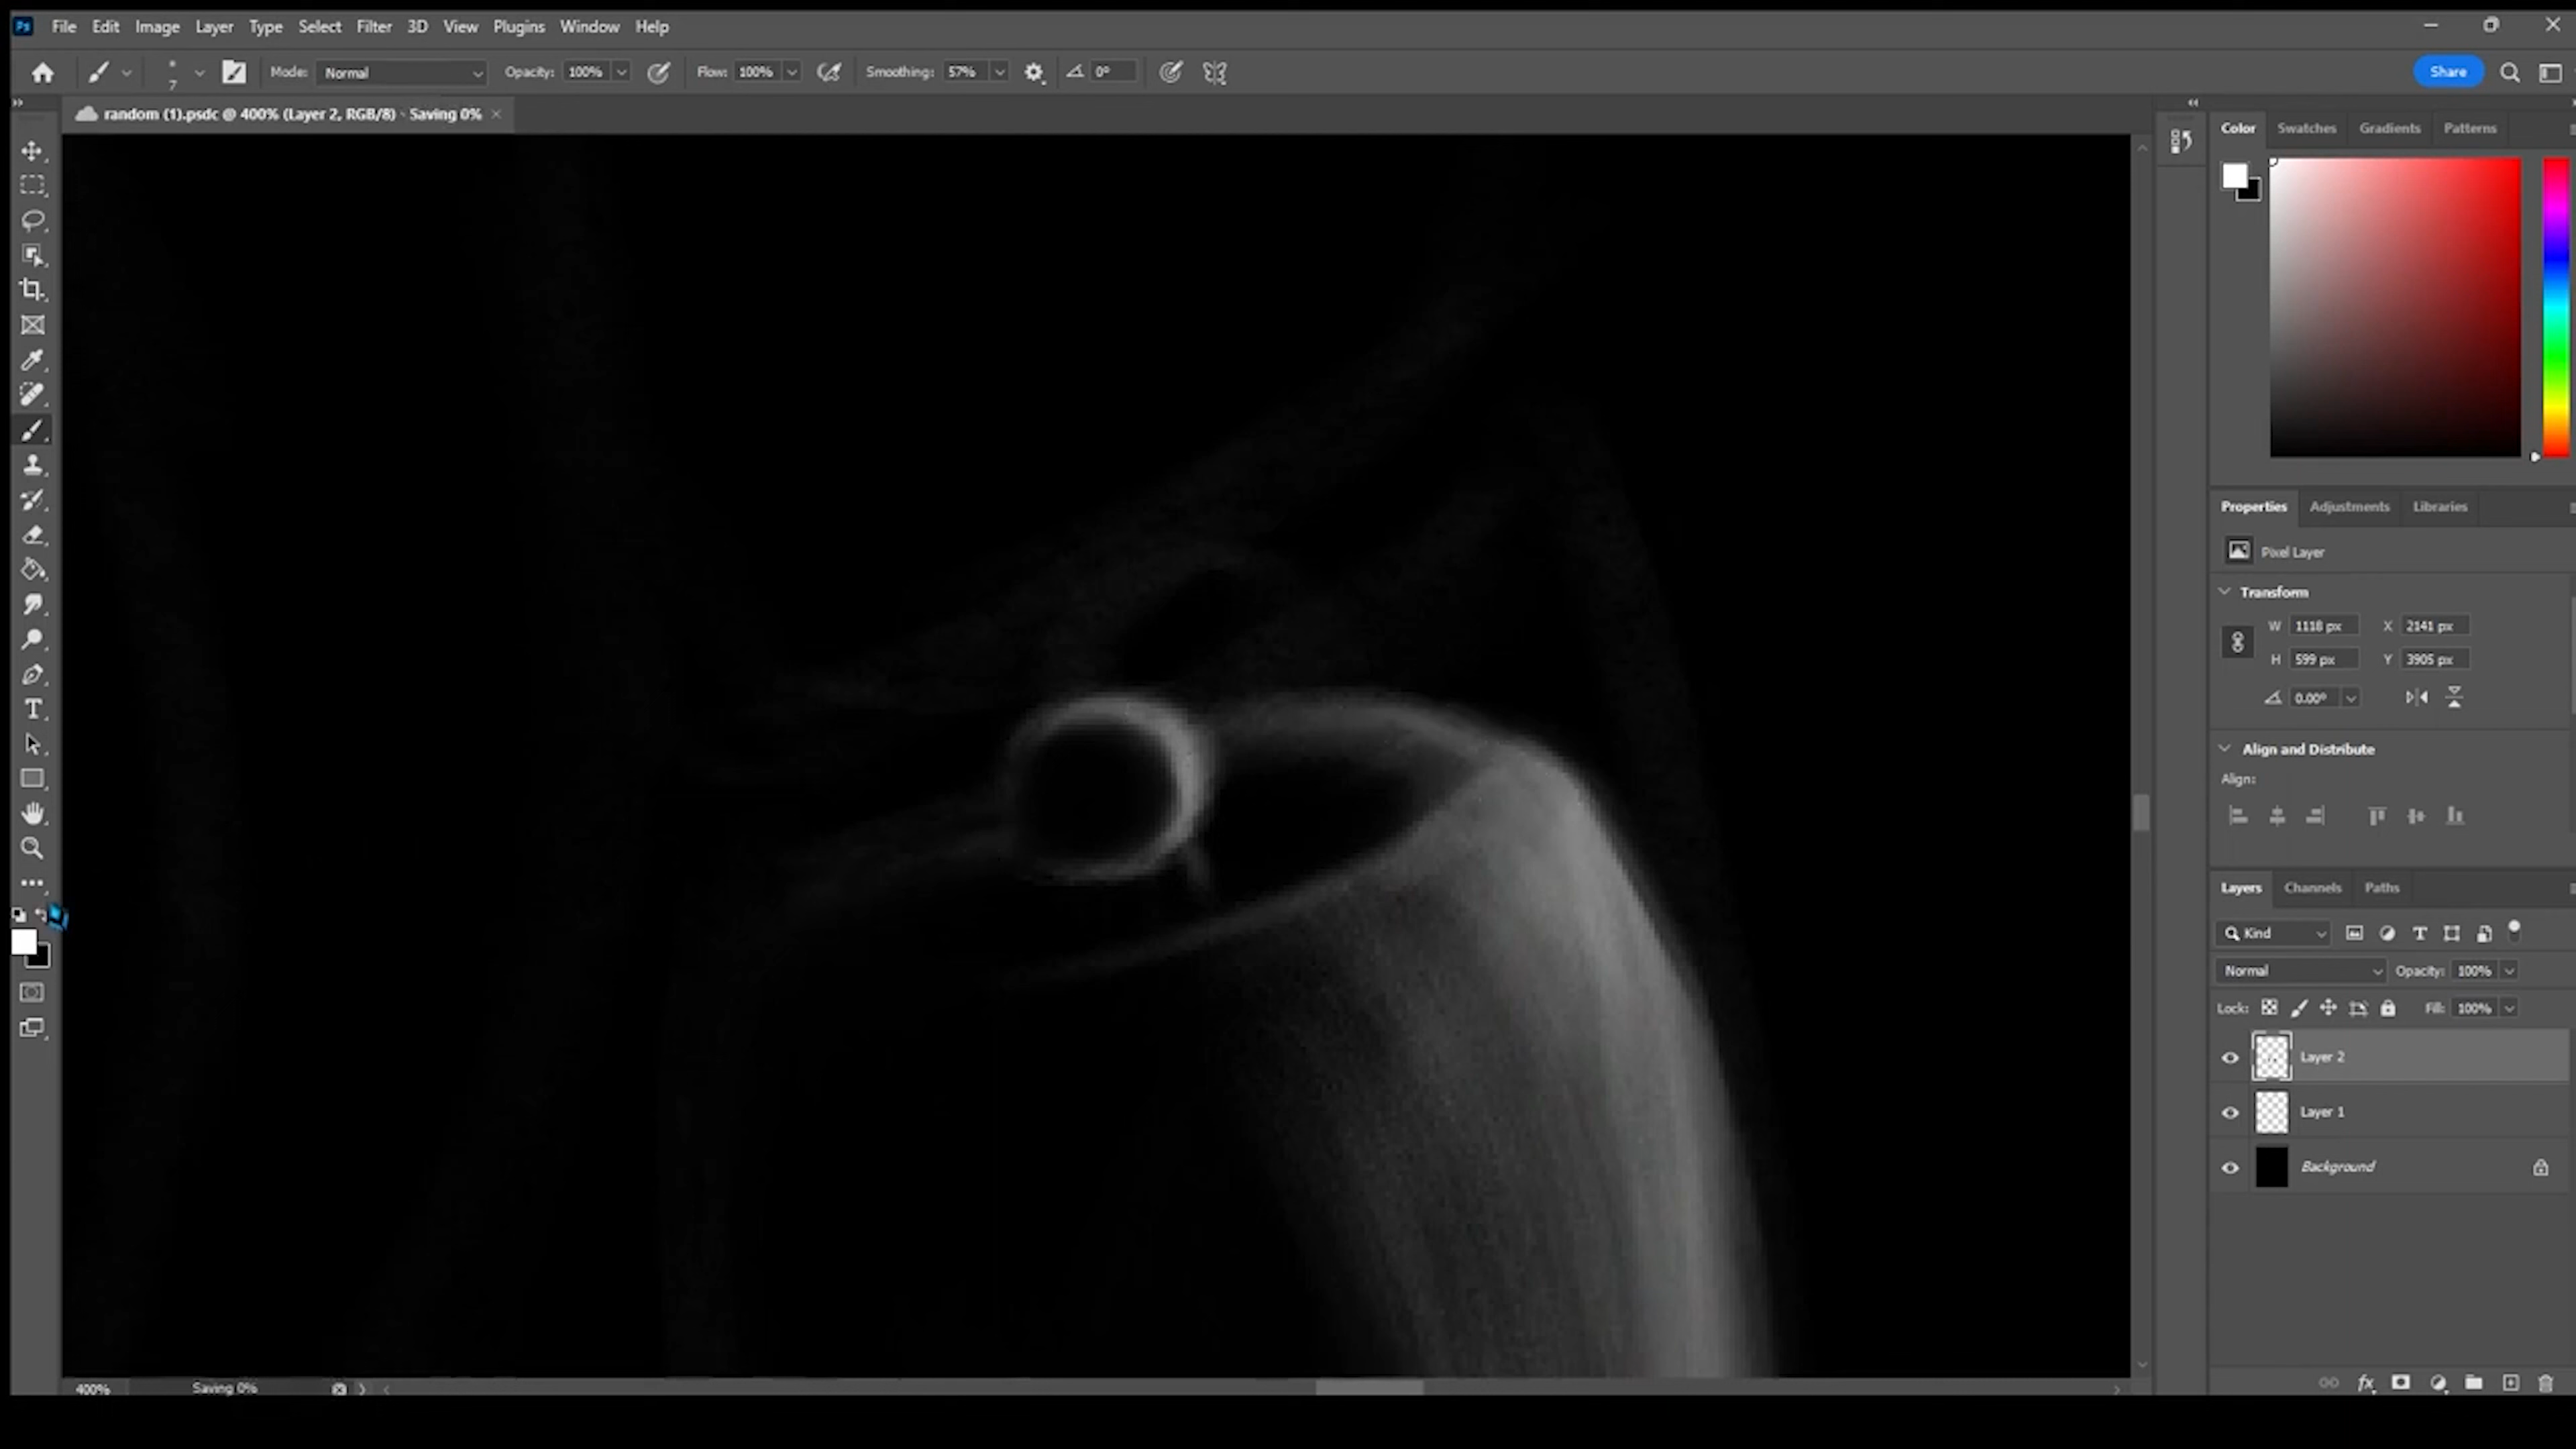 Ps File Edit Image Layer Type Select Filter 3D View Plugins Window Help
7 Mode: Normal Opacity: 100% Flow: 100% Smoothing: 57% 0° Share
random (1).psdc @ 400% (Layer 2, RGB/8) - Saving 0%
Color Swatches Gradients Patterns
Properties Adjustments Libraries
Pixel Layer
Transform
W 1118 px X 2141 px
H 599 px Y 3905 px
0.00°
Align and Distribute
Align:
Layers Channels Paths
Kind
Normal Opacity: 100%
Lock: Fill: 100%
Layer 2
Layer 1
Background
400% Saving 0%